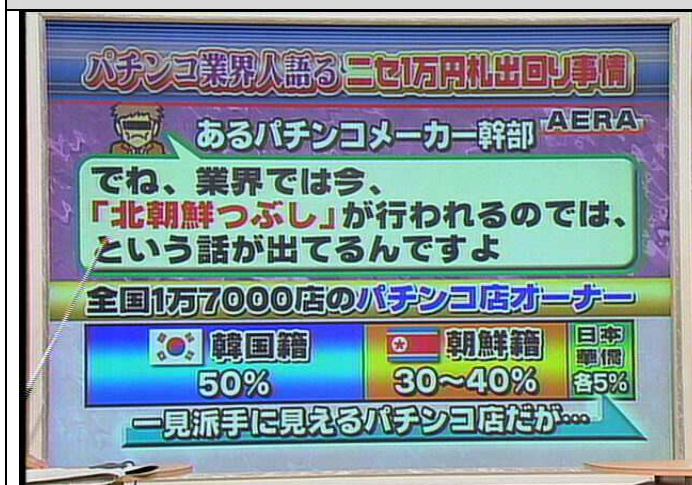 パチンコ業界人語るニセ1万円札出回り事情
AERA
あるパチンコメーカー幹部
でね、業界では今、
「北朝鮮つぶし」が行われるのでは、
という話が出てるんですよ
全国1万7000店のパチンコ店オーナー
韓国籍
50%
朝鮮籍
30〜40%
日本
華僑
各5%
一見派手に見えるパチンコ店だが…